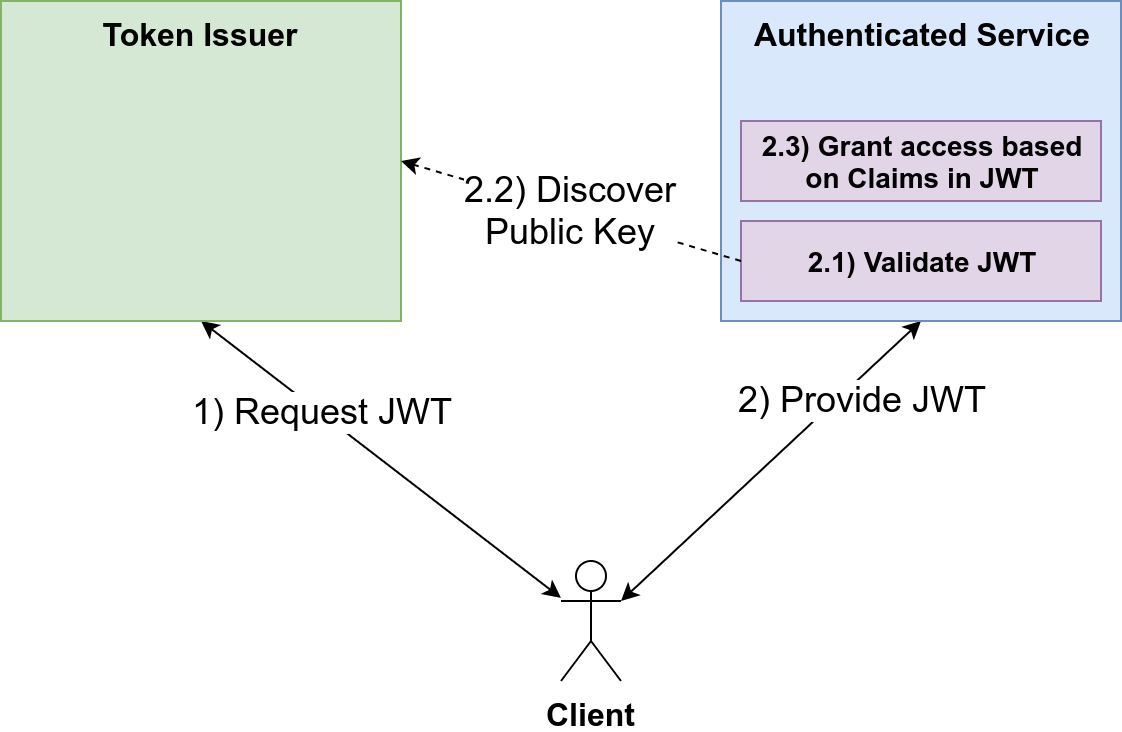 Token Issuer
Authenticated Service
2.3) Grant access based
on Claims in JWT
2.2) Discover
Public Key
2.1) Validate JWT
1) Request JWT
2) Provide JWT
Client